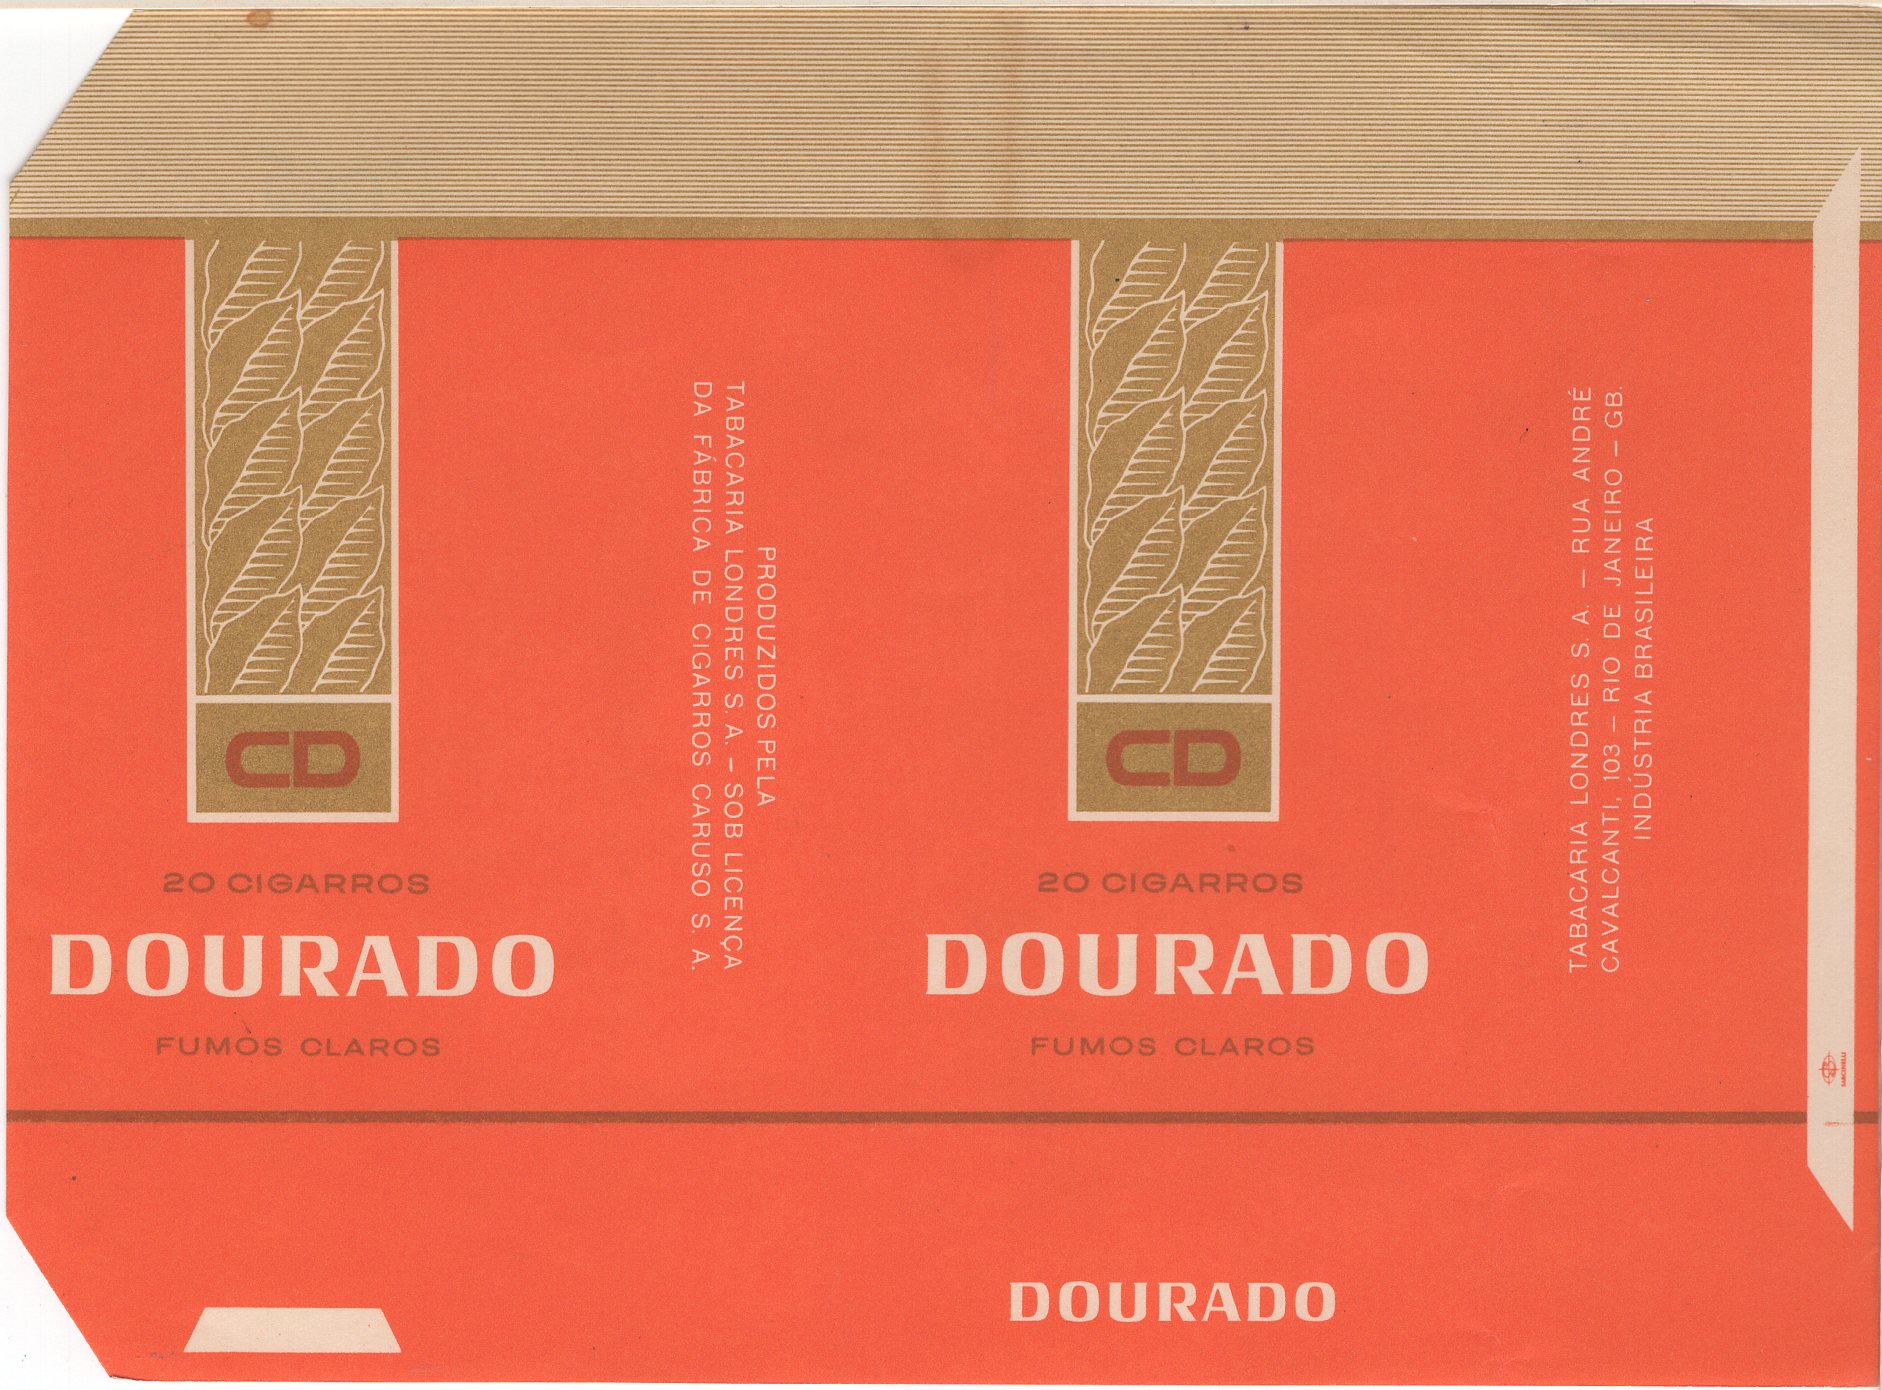 CD
20 CIGARROS
DOURADO
FUMOS CLAROS
PRODUZIDOS PELA
TABACARIA LONDRES S. A. – SOB LICENÇA
DA FÁBRICA DE CIGARROS CARUSO S. A.
CD
20 CIGARROS
DOURADO
FUMOS CLAROS
TABACARIA LONDRES S. A. – RUA ANDRÉ
CAVALCANTI, 103 – RIO DE JANEIRO – GB.
INDÚSTRIA BRASILEIRA
DOURADO